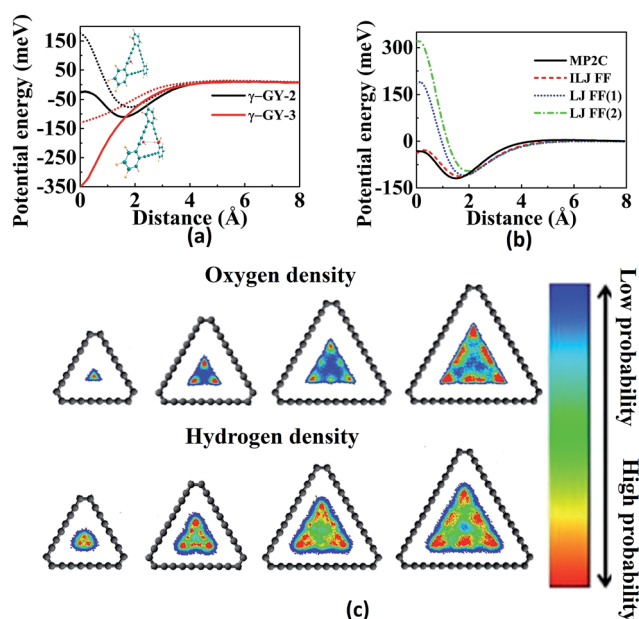 Potential energy (meV)
150
50
-50
-150
-250
-350
0 2 4 6 8
Distance (Å)
γ-GY-2
γ-GY-3
(a)
Potential energy (meV)
300
150
0
-150
0 2 4 6 8
Distance (Å)
MP2C
ILJ FF
LJ FF(1)
LJ FF(2)
(b)
Oxygen density
Hydrogen density
Low probability
High probability
(c)